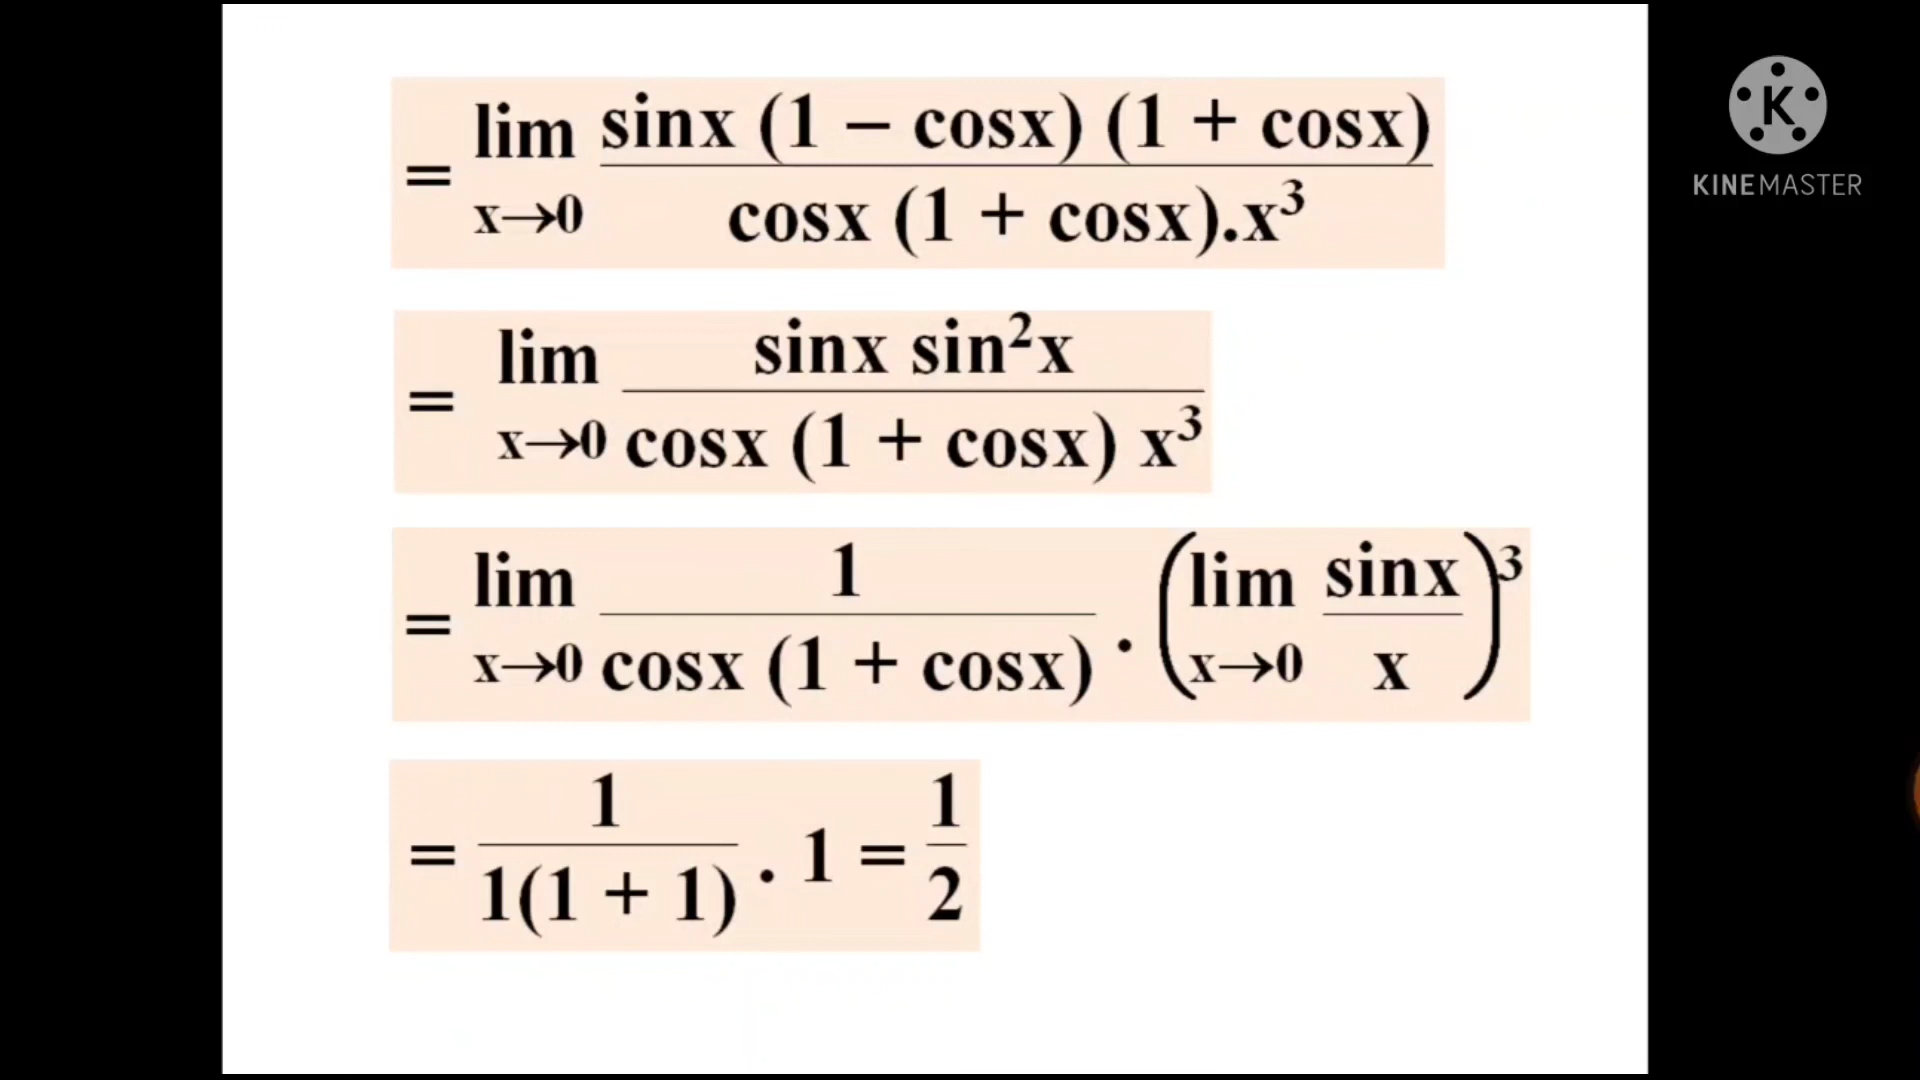 = lim x→0 sinx (1 – cosx) (1 + cosx) / cosx (1 + cosx).x³
= lim x→0 sinx sin²x / cosx (1 + cosx) x³
= lim x→0 1 / cosx (1 + cosx) . (lim x→0 sinx / x)³
= 1 / 1(1 + 1) . 1 = 1 / 2
K
KINEMASTER